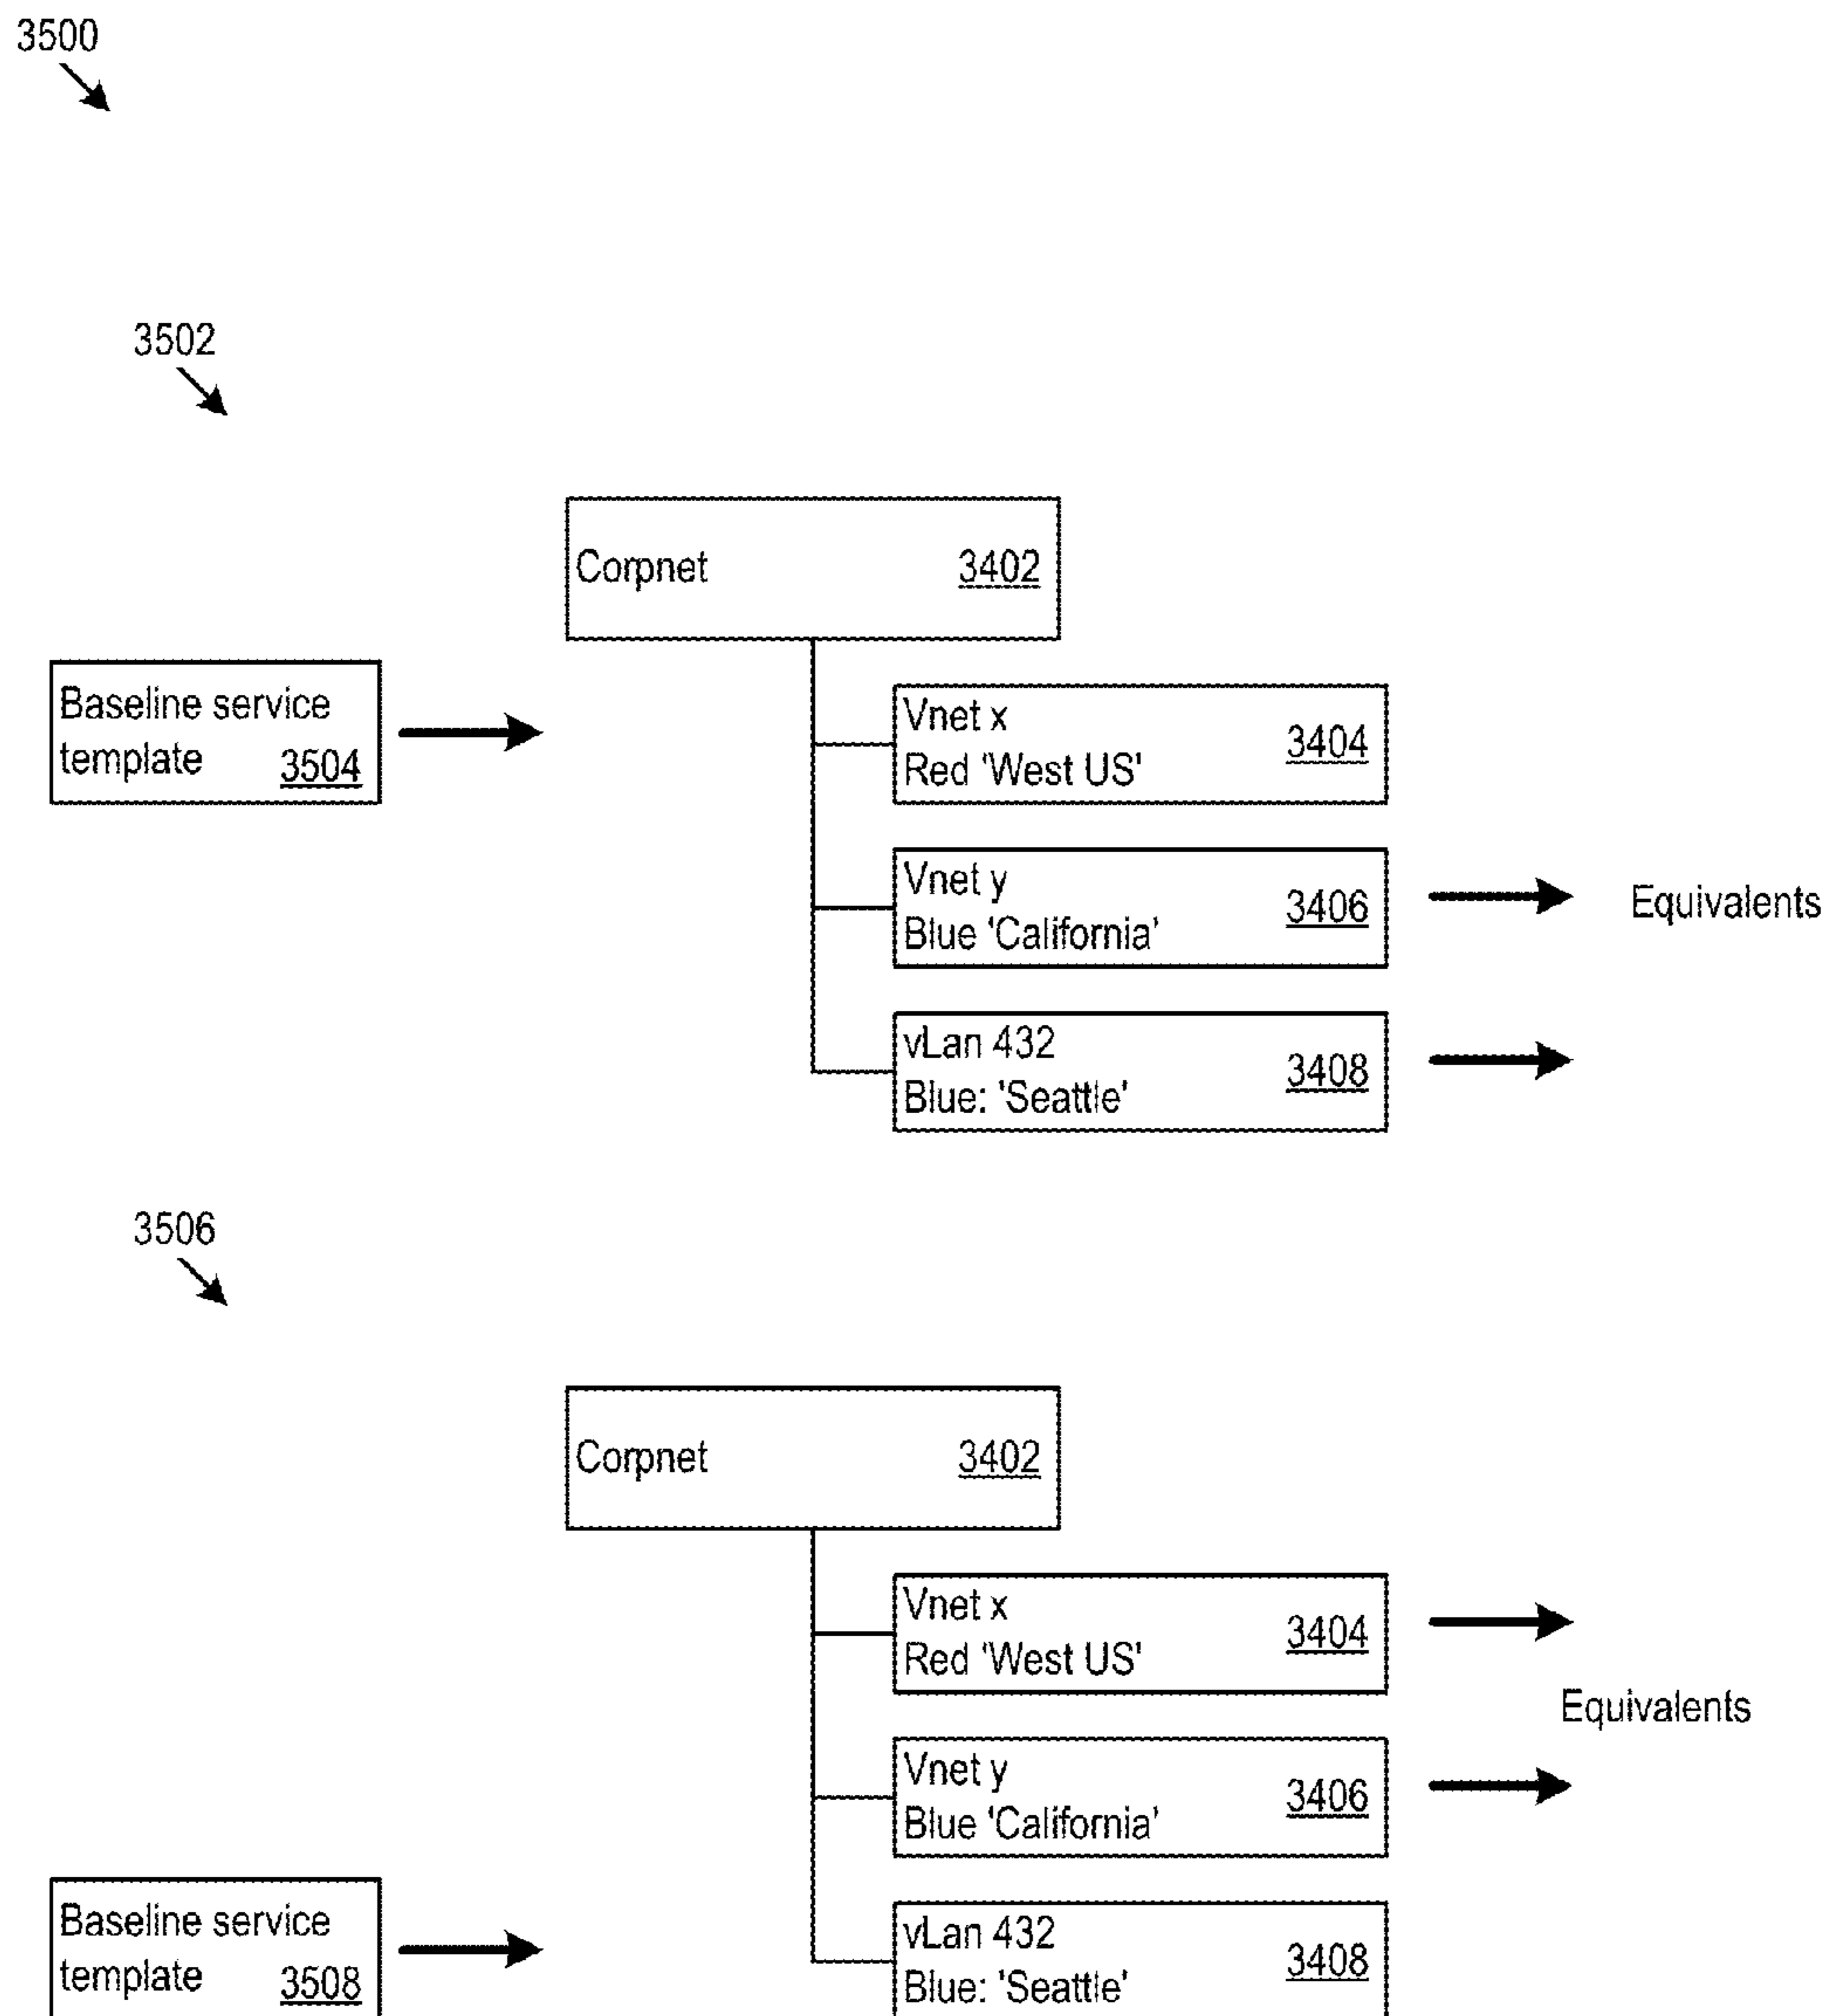 3500
3502
Corpnet 3402
Baseline service
template 3504
Vnet x
Red 'West US' 3404
Vnet y
Blue 'California' 3406
Equivalents
vLan 432
Blue: 'Seattle' 3408
3506
Corpnet 3402
Vnet x
Red 'West US' 3404
Equivalents
Vnet y
Blue 'California' 3406
Baseline service
template 3508
vLan 432
Blue: 'Seattle' 3408